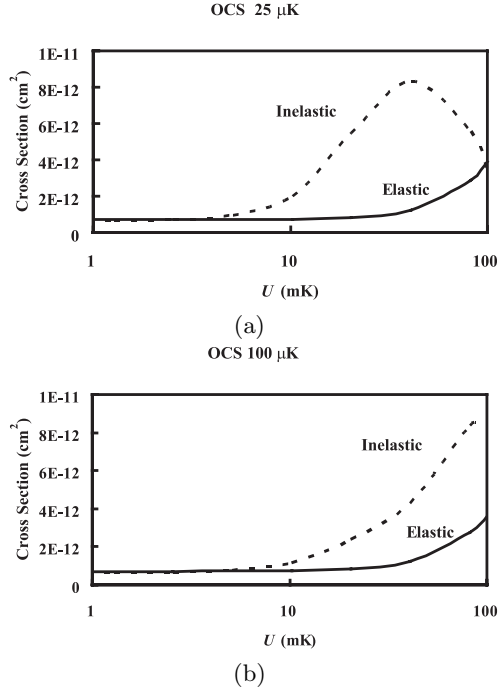 OCS 25 μK
1E-11
8E-12
6E-12
4E-12
2E-12
0
Cross Section (cm²)
Inelastic
Elastic
1
10
100
U (mK)
(a)
OCS 100 μK
1E-11
8E-12
6E-12
4E-12
2E-12
0
Cross Section (cm²)
Inelastic
Elastic
1
10
100
U (mK)
(b)